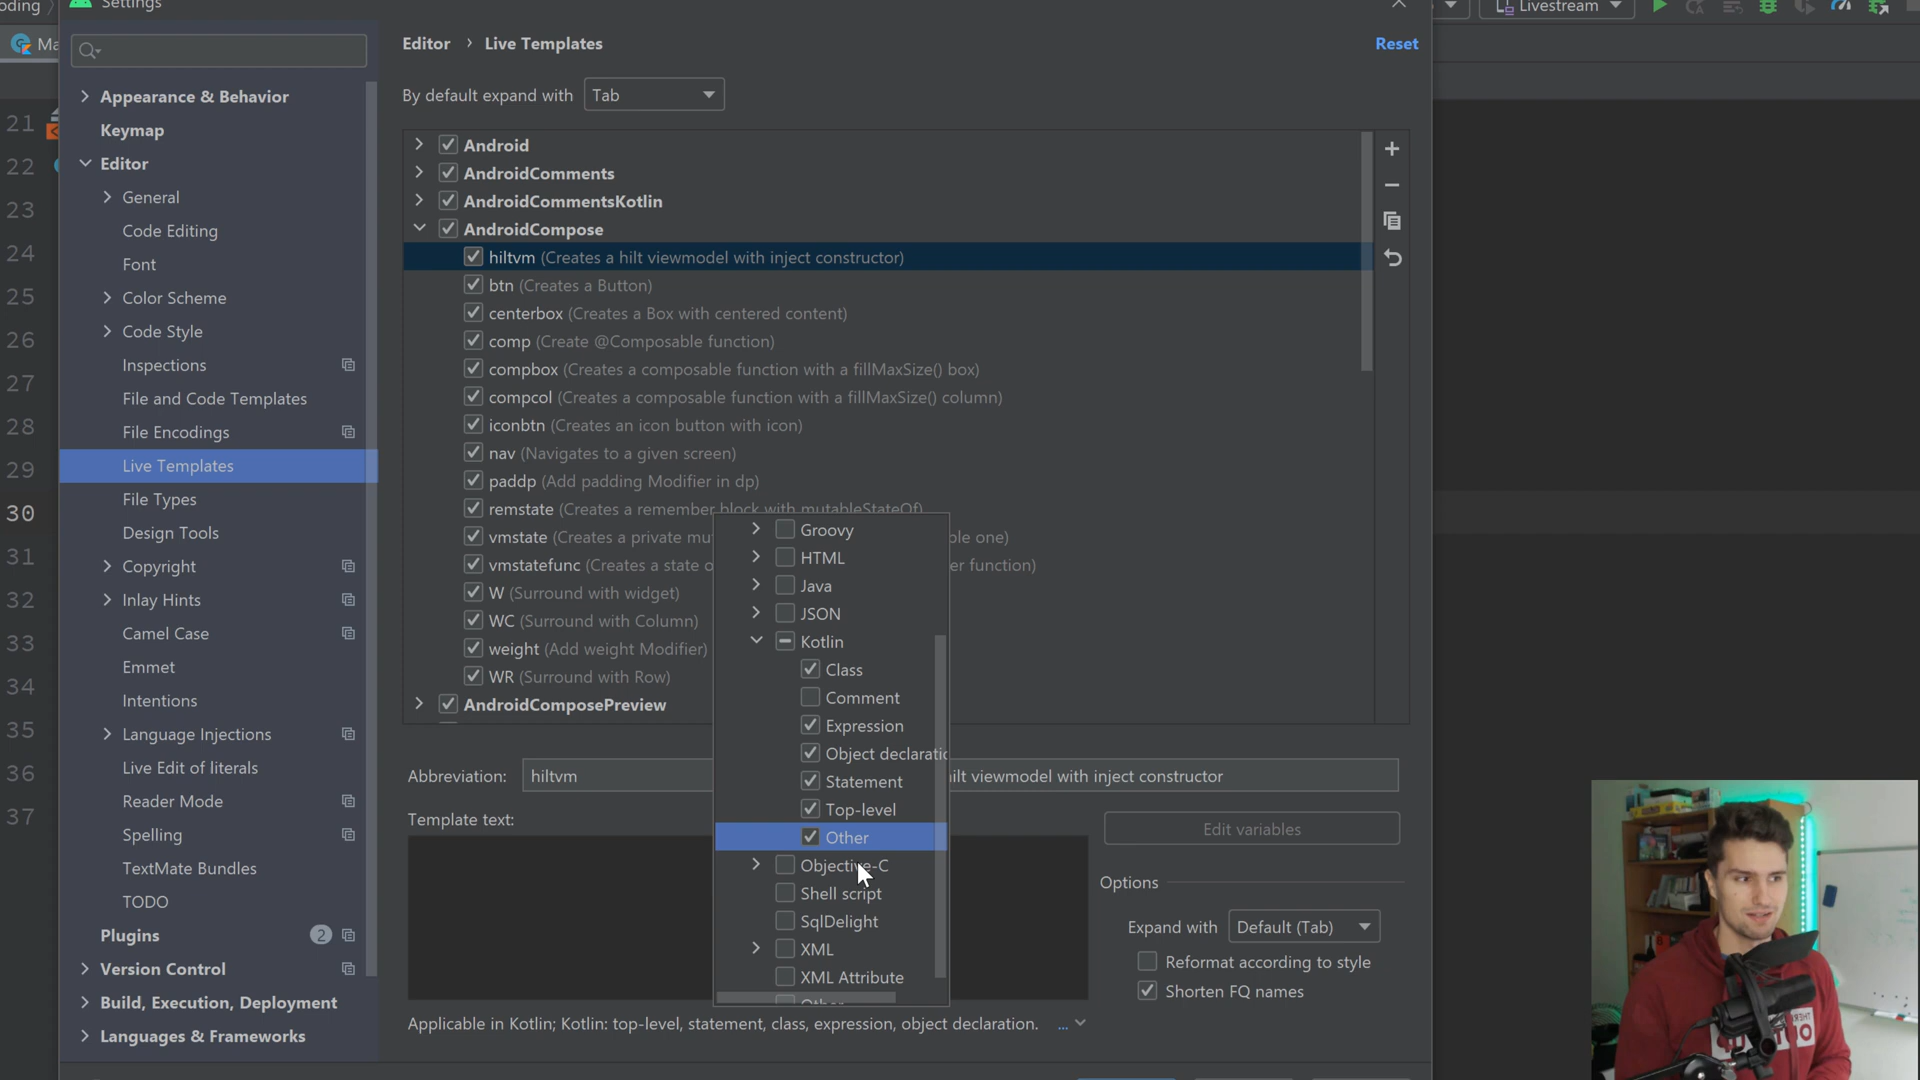 oding
Settings
Livestream
Ma
Editor › Live Templates
Reset
By default expand with Tab
Appearance & Behavior
Keymap
Editor
General
Code Editing
Font
Color Scheme
Code Style
Inspections
File and Code Templates
File Encodings
Live Templates
File Types
Design Tools
Copyright
Inlay Hints
Camel Case
Emmet
Intentions
Language Injections
Live Edit of literals
Reader Mode
Spelling
TextMate Bundles
TODO
Plugins 2
Version Control
Build, Execution, Deployment
Languages & Frameworks
21
22
23
24
25
26
27
28
29
30
31
32
33
34
35
36
37
Android
AndroidComments
AndroidCommentsKotlin
AndroidCompose
hiltvm (Creates a hilt viewmodel with inject constructor)
btn (Creates a Button)
centerbox (Creates a Box with centered content)
comp (Create @Composable function)
compbox (Creates a composable function with a fillMaxSize() box)
compcol (Creates a composable function with a fillMaxSize() column)
iconbtn (Creates an icon button with icon)
nav (Navigates to a given screen)
paddp (Add padding Modifier in dp)
remstate (Creates a remember block with mutableStateOf)
vmstate (Creates a private mu ble one)
vmstatefunc (Creates a state o er function)
W (Surround with widget)
WC (Surround with Column)
weight (Add weight Modifier)
WR (Surround with Row)
AndroidComposePreview
Groovy
HTML
Java
JSON
Kotlin
Class
Comment
Expression
Object declaratio
Statement
Top-level
Other
Objective-C
Shell script
SqlDelight
XML
XML Attribute
Other
Abbreviation: hiltvm
ilt viewmodel with inject constructor
Template text:
Edit variables
Options
Expand with Default (Tab)
Reformat according to style
Shorten FQ names
Applicable in Kotlin; Kotlin: top-level, statement, class, expression, object declaration. ...